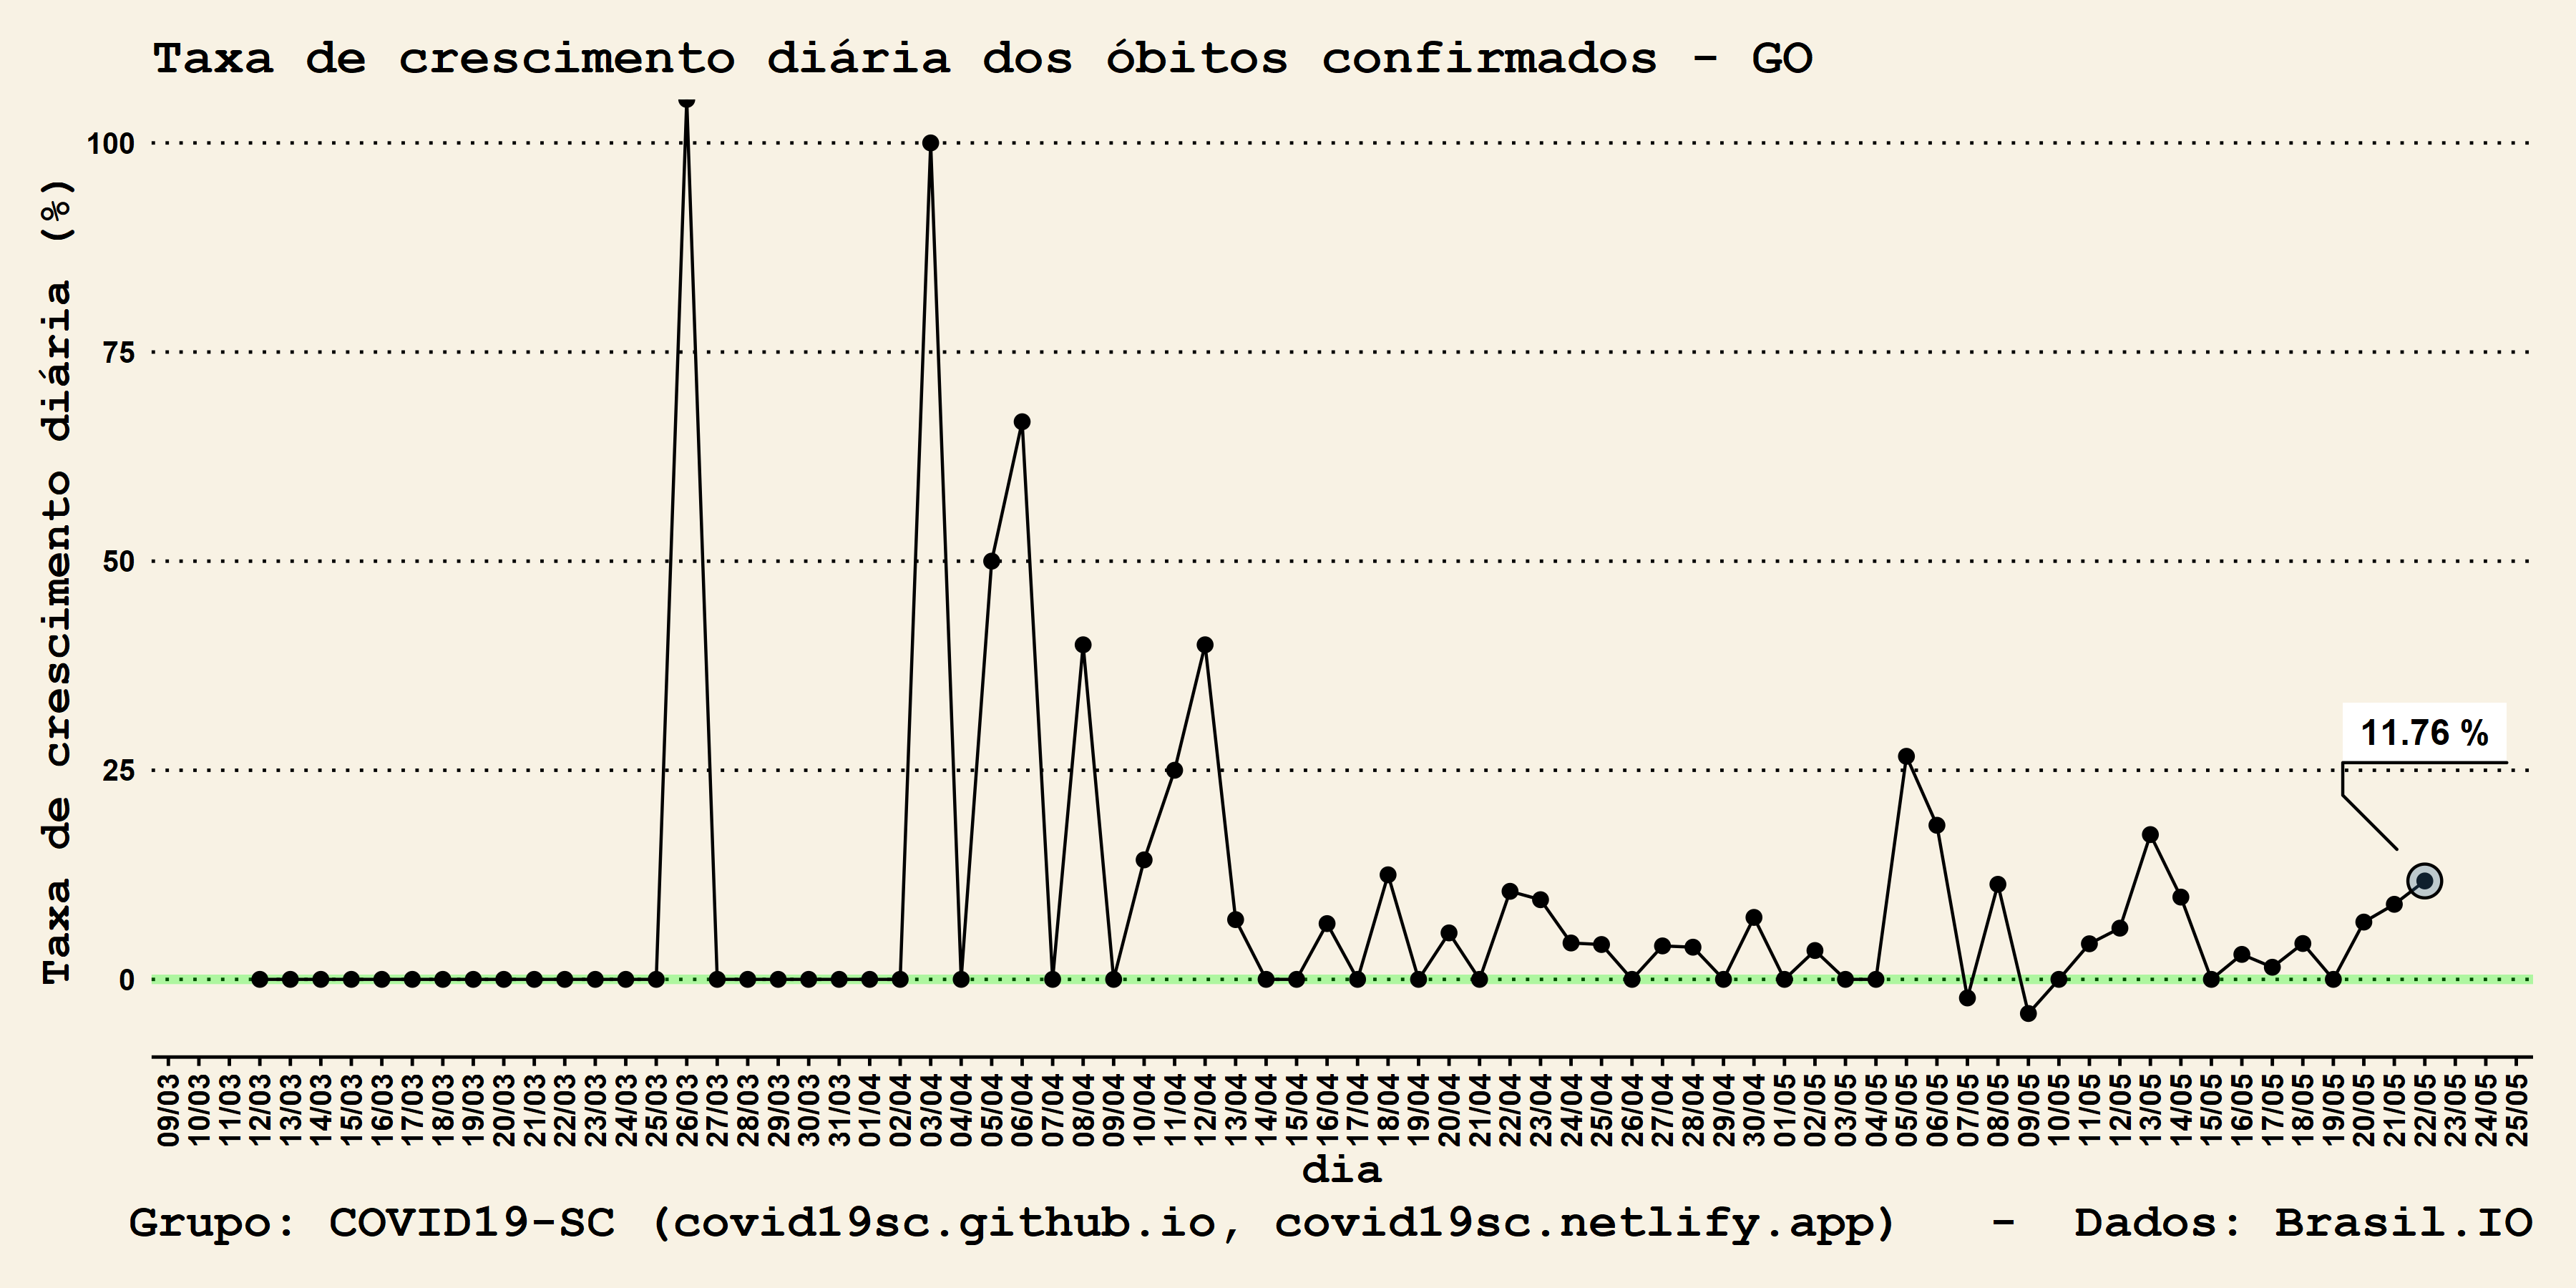 Taxa de crescimento diária dos óbitos confirmados - GO
Taxa de crescimento diária (%)
100
75
50
25
0
11.76 %
09/03 10/03 11/03 12/03 13/03 14/03 15/03 16/03 17/03 18/03 19/03 20/03 21/03 22/03 23/03 24/03 25/03 26/03 27/03 28/03 29/03 30/03 31/03 01/04 02/04 03/04 04/04 05/04 06/04 07/04 08/04 09/04 10/04 11/04 12/04 13/04 14/04 15/04 16/04 17/04 18/04 19/04 20/04 21/04 22/04 23/04 24/04 25/04 26/04 27/04 28/04 29/04 30/04 01/05 02/05 03/05 04/05 05/05 06/05 07/05 08/05 09/05 10/05 11/05 12/05 13/05 14/05 15/05 16/05 17/05 18/05 19/05 20/05 21/05 22/05 23/05 24/05 25/05
dia
Grupo: COVID19-SC (covid19sc.github.io, covid19sc.netlify.app) - Dados: Brasil.IO